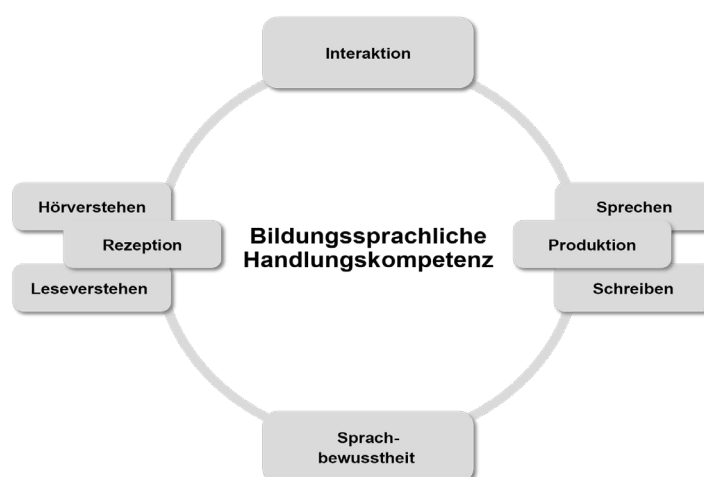 Interaktion
Hörverstehen
Rezeption
Leseverstehen
Bildungssprachliche
Handlungskompetenz
Sprechen
Produktion
Schreiben
Sprach-
bewusstheit